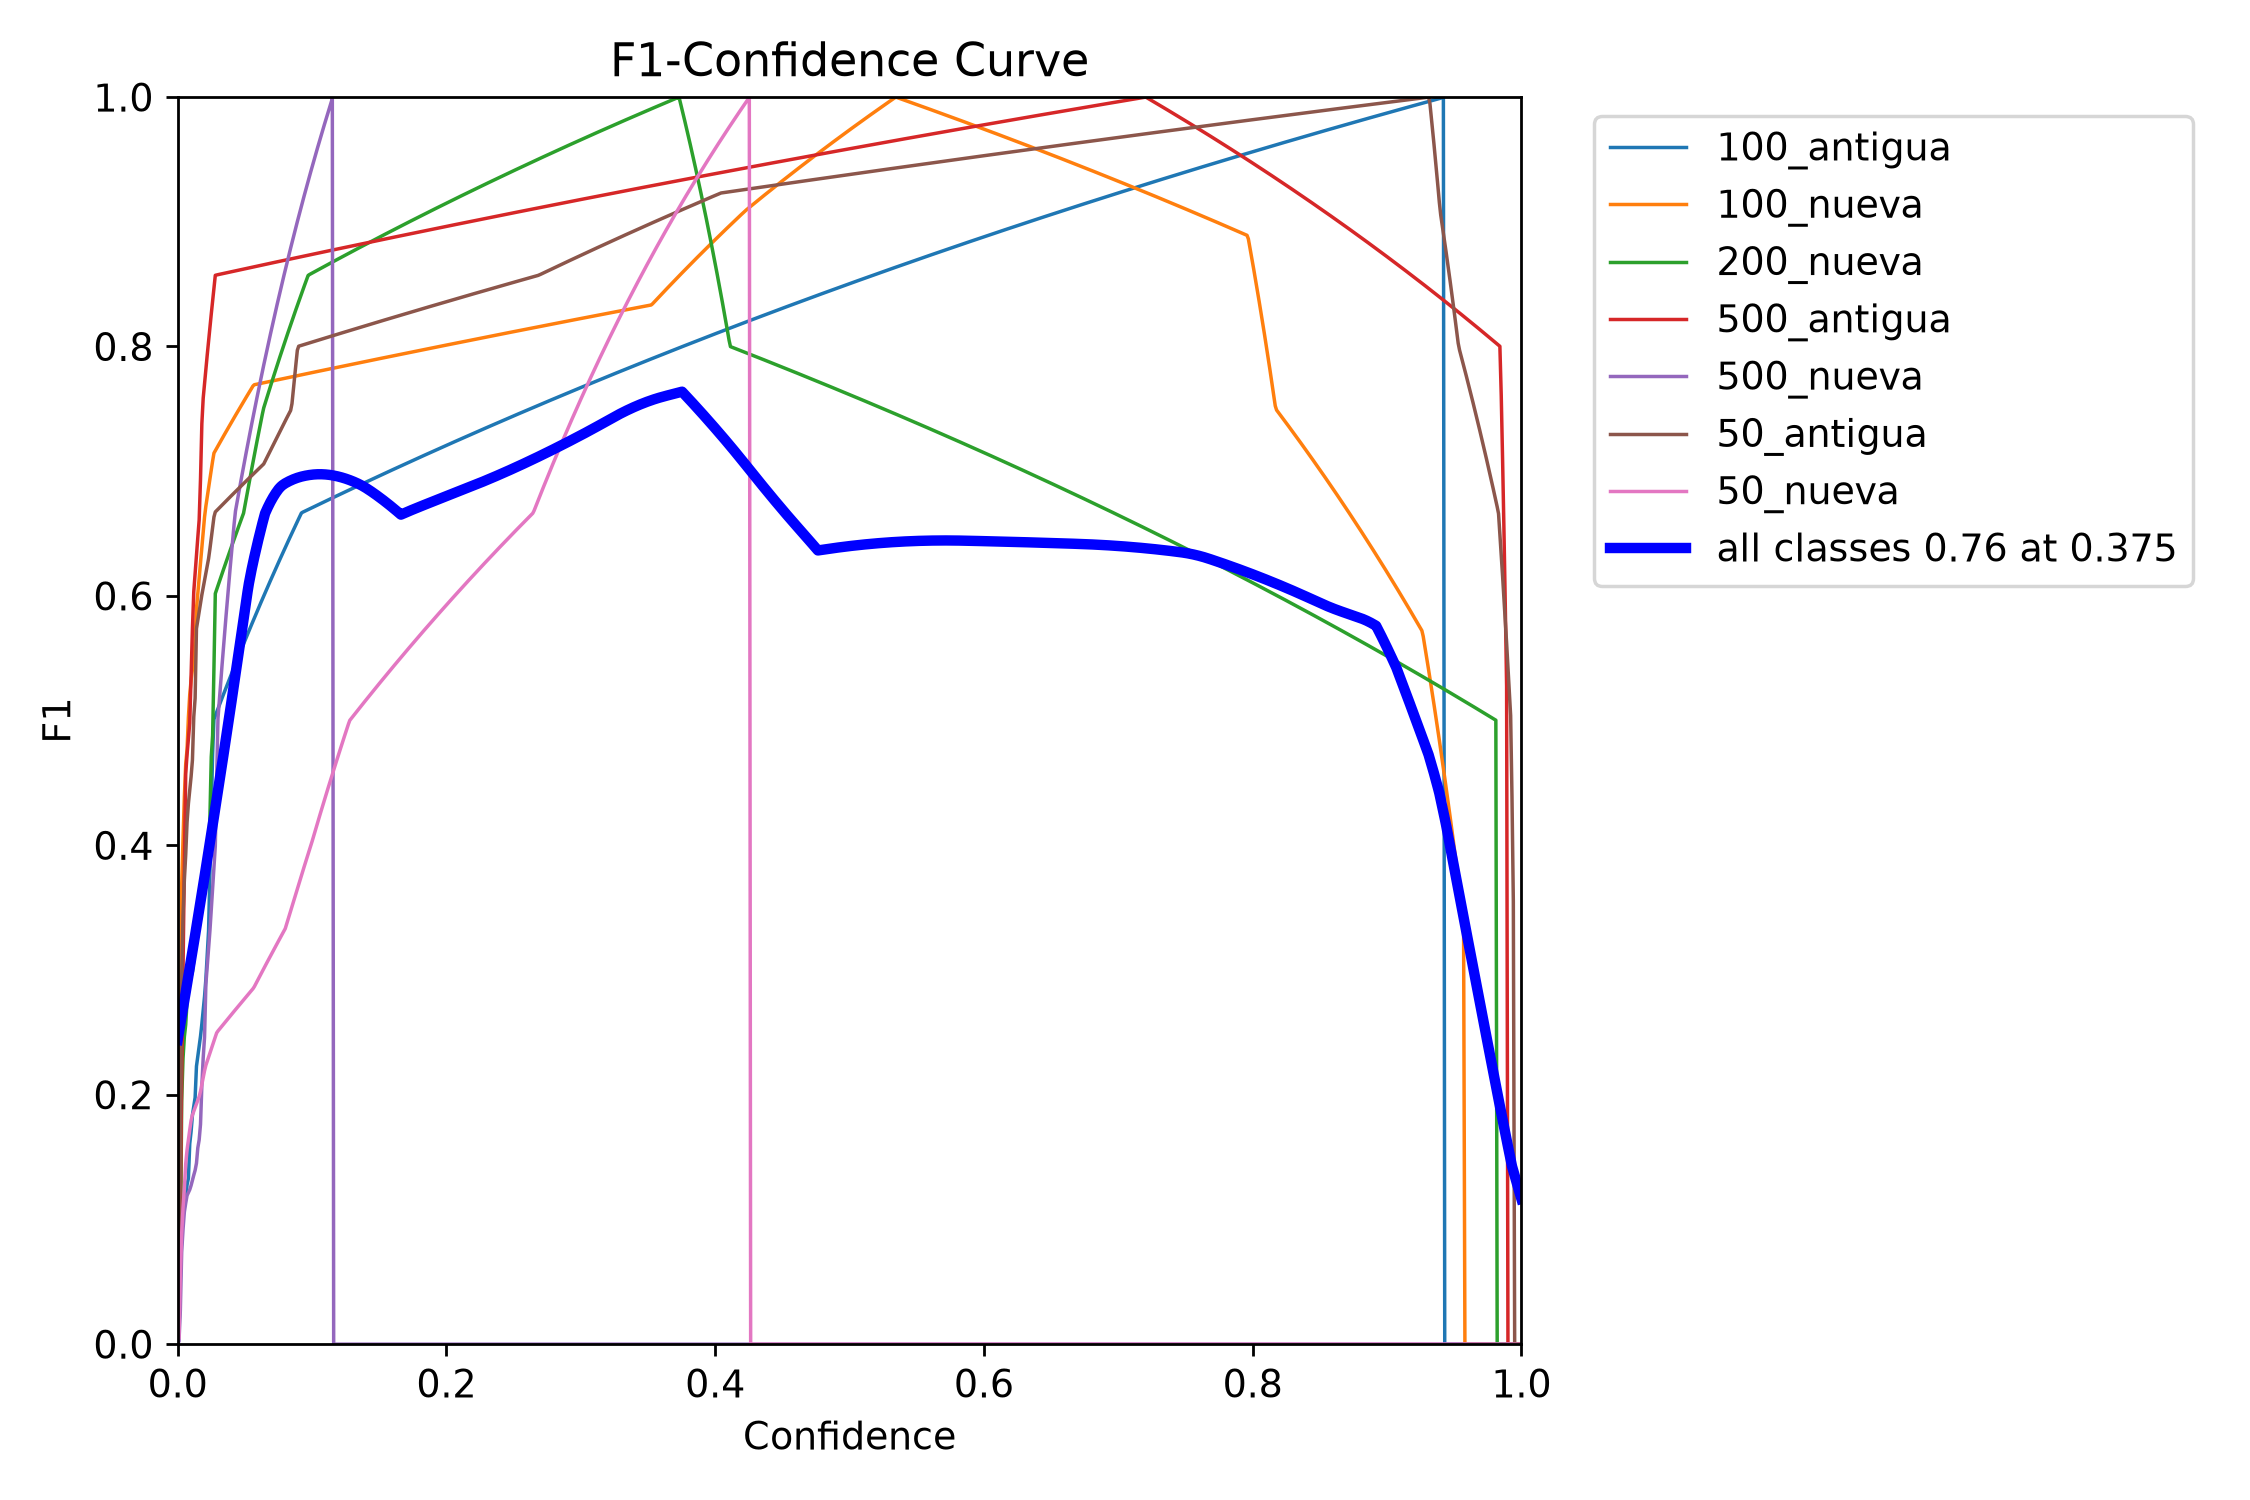 F1-Confidence Curve
1.0
0.8
0.6
0.4
0.2
0.0
F1
0.0 0.2 0.4 0.6 0.8 1.0
Confidence
100_antigua
100_nueva
200_nueva
500_antigua
500_nueva
50_antigua
50_nueva
all classes 0.76 at 0.375